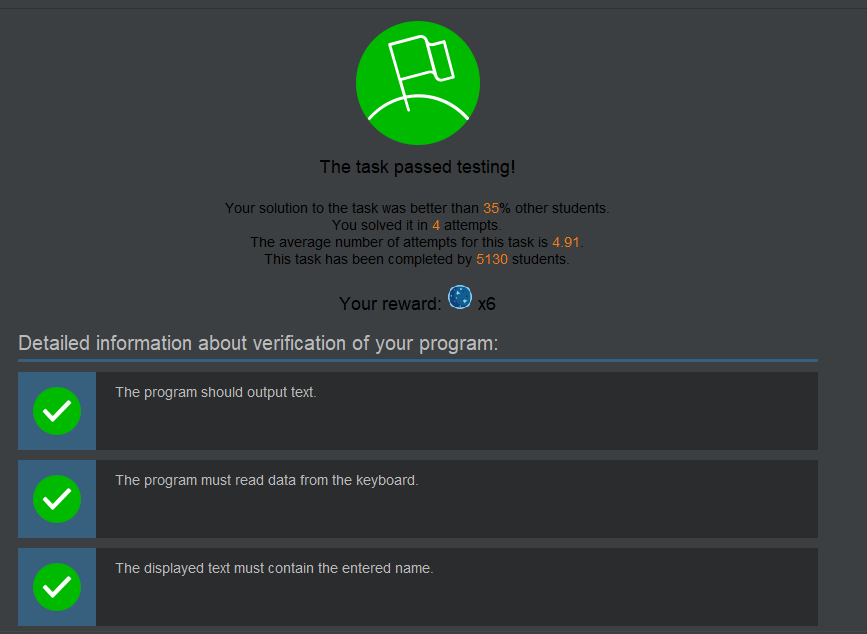 The task passed testing!
Your solution to the task was better than 35% other students.
You solved it in 4 attempts.
The average number of attempts for this task is 4.91.
This task has been completed by 5130 students.
Your reward: x6
Detailed information about verification of your program:
The program should output text.
The program must read data from the keyboard.
The displayed text must contain the entered name.